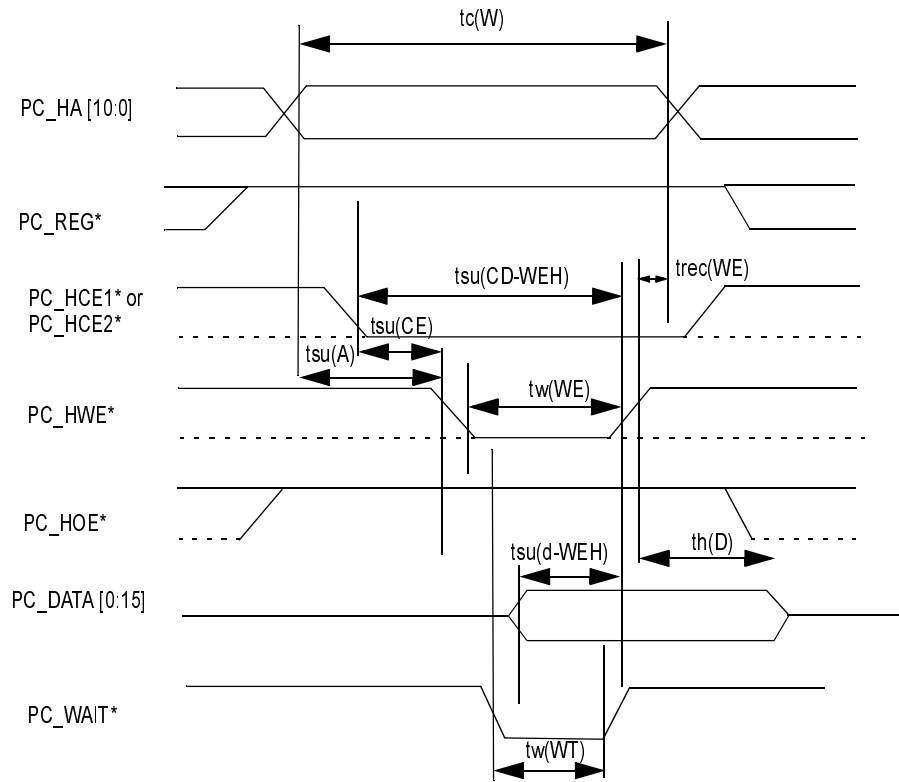 tc(W)
PC_HA [10:0]
PC_REG*
trec(WE)
tsu(CD-WEH)
PC_HCE1* or
PC_HCE2*
tsu(CE)
tsu(A)
tw(WE)
PC_HWE*
PC_HOE*
th(D)
tsu(d-WEH)
PC_DATA [0:15]
PC_WAIT*
tw(WT)